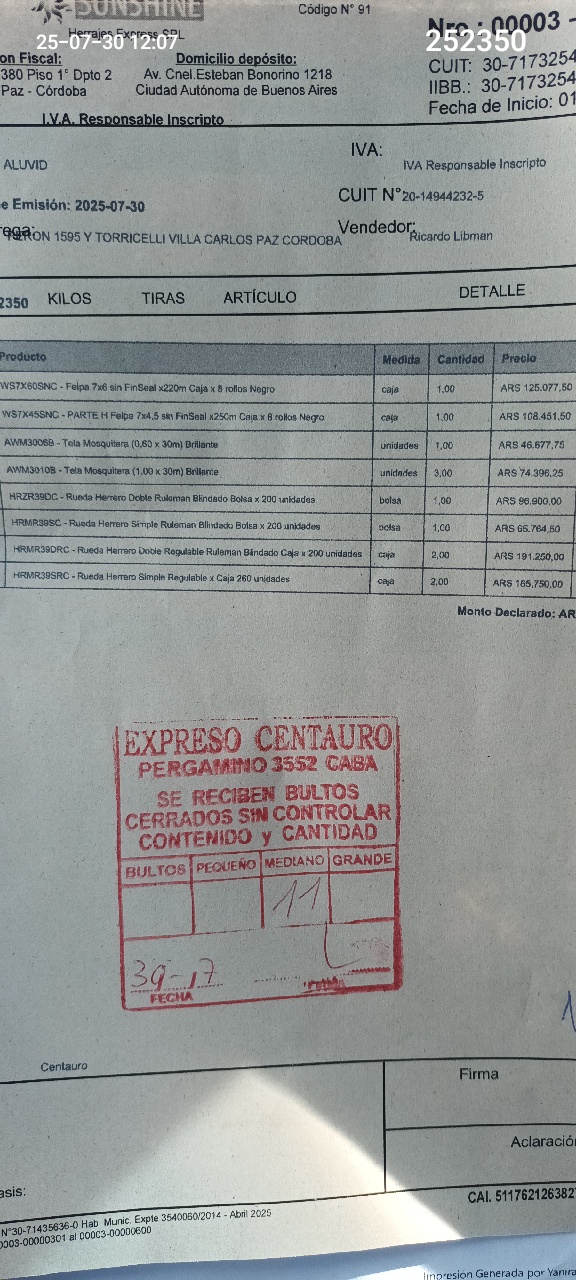 SUNSHINE
Código N° 91
Herrajes Express SRL
Nro.: 00003 -
25-07-30 12:07
252350
on Fiscal:
Domicilio depósito:
CUIT: 30-7173254
380 Piso 1° Dpto 2
Av. Cnel.Esteban Bonorino 1218
IIBB.: 30-7173254
Paz - Córdoba
Ciudad Autónoma de Buenos Aires
Fecha de Inicio: 01
I.V.A. Responsable Inscripto
IVA:
ALUVID
IVA Responsable Inscripto
CUIT N°20-14944232-5
e Emisión: 2025-07-30
Vendedor:
Ricardo Libman
1595 Y TORRICELLI VILLA CARLOS PAZ CORDOBA
2350 KILOS TIRAS ARTÍCULO DETALLE
Producto Medida Cantidad Precio
WS7X60SNC - Felpa 7x6 sin FinSeal x220m Caja x 8 rollos Negro caja 1,00 ARS 125.077,50
WS7X45SNC - PARTE H Felpa 7x4,5 sin FinSeal x250m Caja x 8 rollos Negro caja 1,00 ARS 108.451,50
AWM3006B - Tela Mosquitera (0,60 x 30m) Brillante unidades 1,00 ARS 46.677,75
AWM3010B - Tela Mosquitera (1.00 x 30m) Brillante unidades 3,00 ARS 74.396,25
HRZR39DC - Rueda Herrero Doble Ruleman Blindado Bolsa x 200 unidades bolsa 1,00 ARS 96.900,00
HRMR39SC - Rueda Herrero Simple Ruleman Blindado Bolsa x 200 unidades bolsa 1,00 ARS 65.764,50
HRMR39DRC - Rueda Herrero Doble Regulable Ruleman Blindado Caja x 200 unidades caja 2,00 ARS 191.250,00
HRMR39SRC - Rueda Herrero Simple Regulable x Caja 260 unidades caja 2,00 ARS 165,750,00
Monto Declarado: AR
EXPRESO CENTAURO
PERGAMINO 3552 CABA
SE RECIBEN BULTOS
CERRADOS SIN CONTROLAR
CONTENIDO y CANTIDAD
BULTOS PEQUEÑO MEDIANO GRANDE
11
FECHA
Centauro
Firma
Aclaració
asis:
CAI. 5117621263827
N°30-71435636-0 Hab Munic. Expte 3540060/2014 - Abril 2025
0003-00000301 al 00003-00000600
Impresión Generada por Yanira